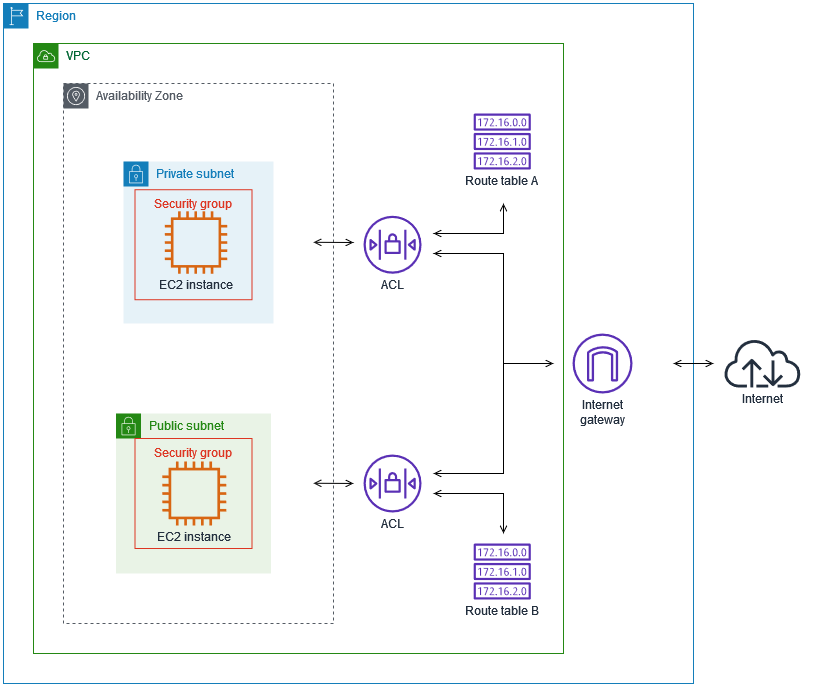 Region
VPC
Availability Zone
172.16.0.0
172.16.1.0
172.16.2.0
Route table A
Private subnet
Security group
EC2 instance
ACL
Internet
gateway
Internet
Public subnet
Security group
EC2 instance
ACL
172.16.0.0
172.16.1.0
172.16.2.0
Route table B